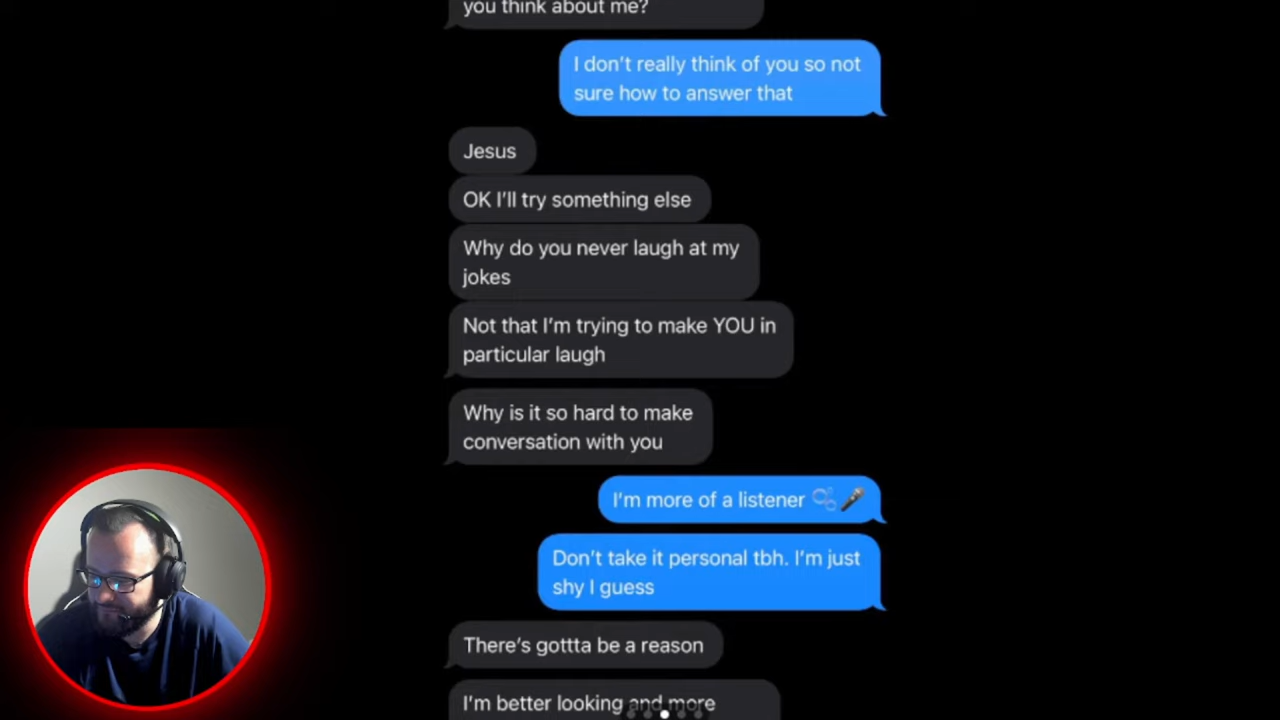 you think about me?
I don't really think of you so not
sure how to answer that
Jesus
OK I'll try something else
Why do you never laugh at my
jokes
Not that I'm trying to make YOU in
particular laugh
Why is it so hard to make
conversation with you
I'm more of a listener 🫧🎤
Don't take it personal tbh. I'm just
shy I guess
There's gottta be a reason
I'm better looking and more